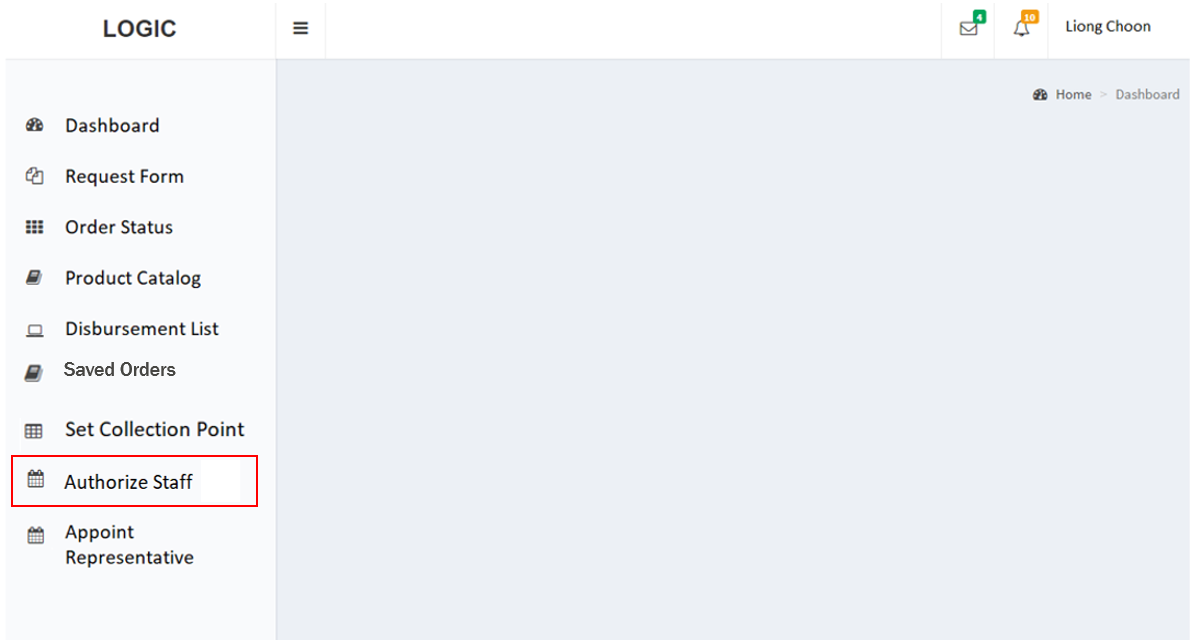 LOGIC
4
10
Liong Choon
Home > Dashboard
Dashboard
Request Form
Order Status
Product Catalog
Disbursement List
Saved Orders
Set Collection Point
Authorize Staff
Appoint
Representative